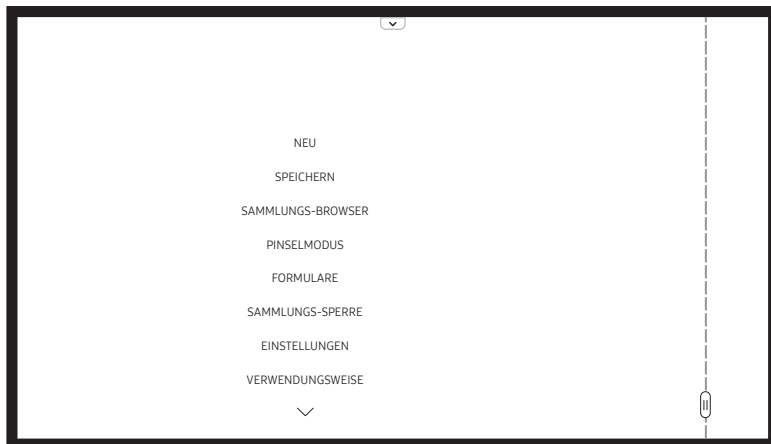 NEU
SPEICHERN
SAMMLUNGS-BROWSER
PINSELMODUS
FORMULARE
SAMMLUNGS-SPERRE
EINSTELLUNGEN
VERWENDUNGSWEISE